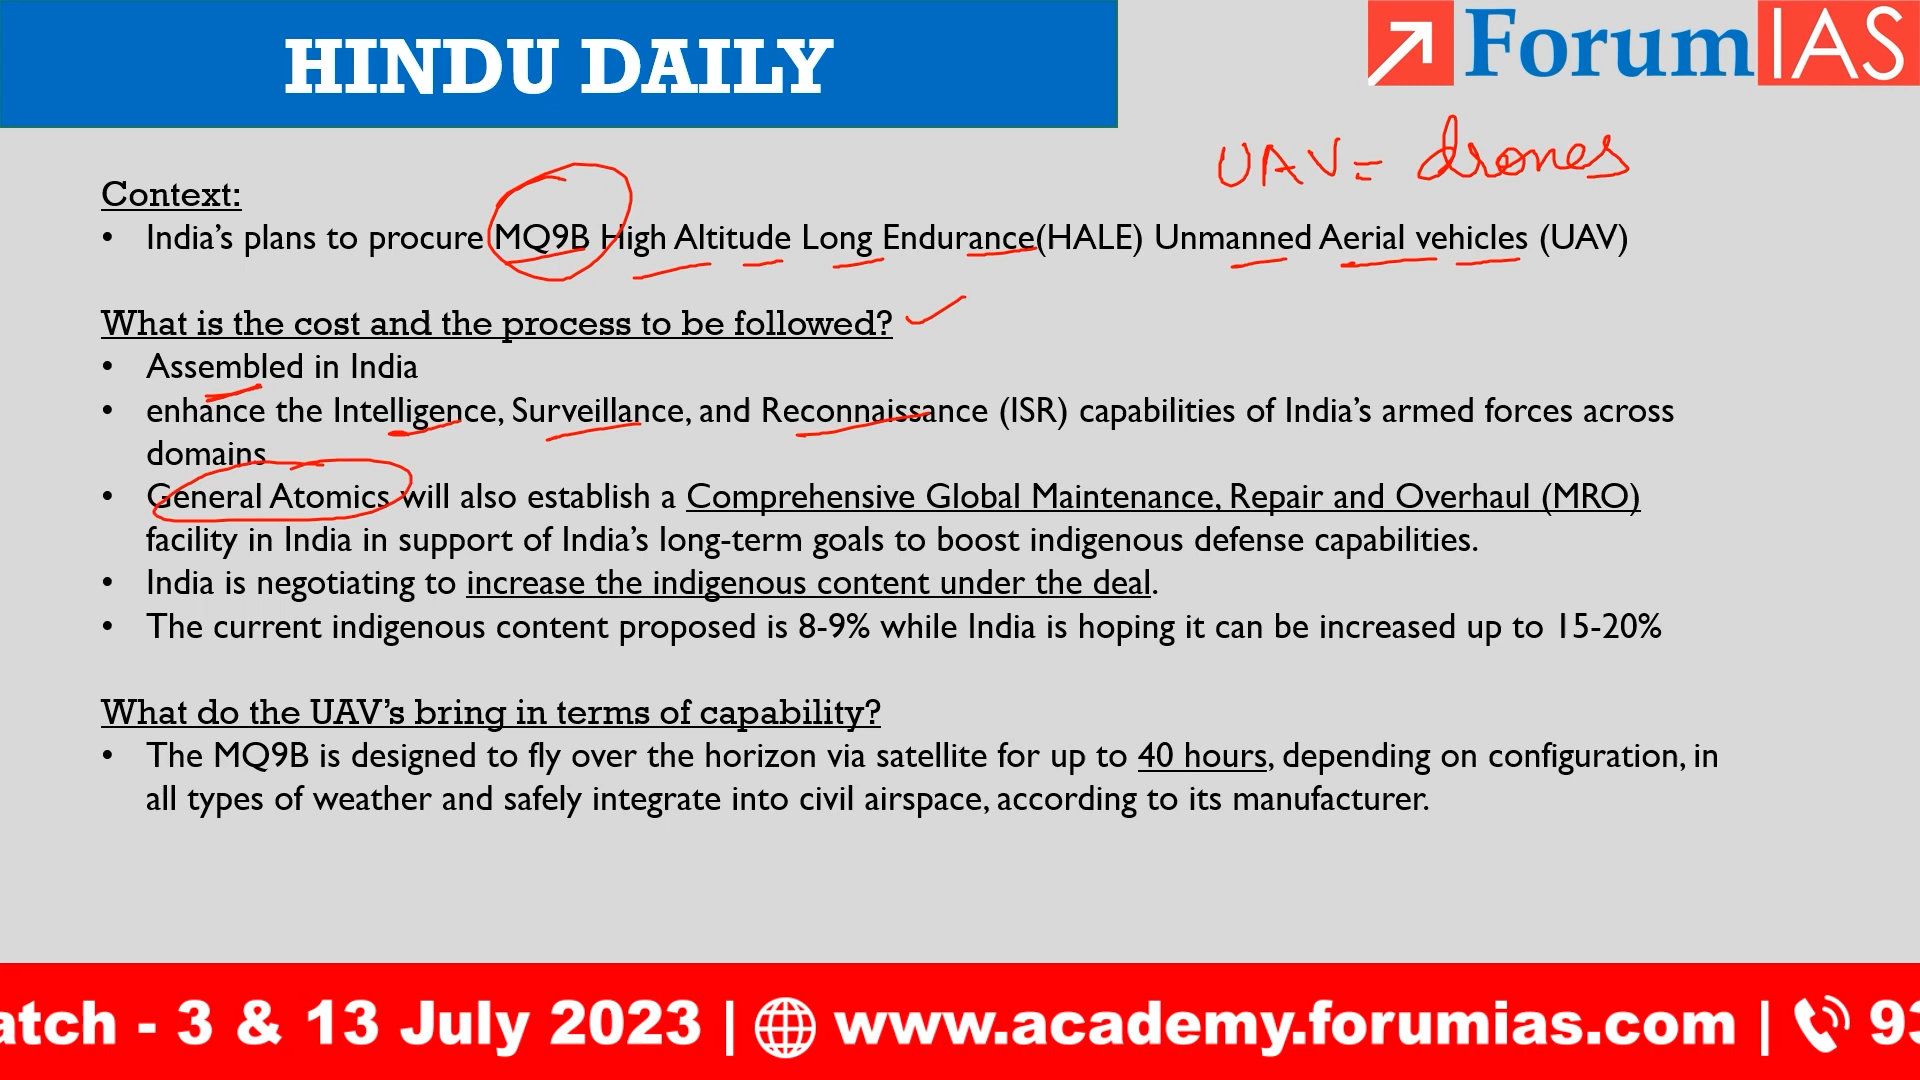 HINDU DAILY
ForumIAS
UAV = drones
Context:
• India’s plans to procure MQ9B High Altitude Long Endurance(HALE) Unmanned Aerial vehicles (UAV)
What is the cost and the process to be followed?
• Assembled in India
• enhance the Intelligence, Surveillance, and Reconnaissance (ISR) capabilities of India’s armed forces across
domains
• General Atomics will also establish a Comprehensive Global Maintenance, Repair and Overhaul (MRO)
facility in India in support of India’s long-term goals to boost indigenous defense capabilities.
• India is negotiating to increase the indigenous content under the deal.
• The current indigenous content proposed is 8-9% while India is hoping it can be increased up to 15-20%
What do the UAV’s bring in terms of capability?
• The MQ9B is designed to fly over the horizon via satellite for up to 40 hours, depending on configuration, in
all types of weather and safely integrate into civil airspace, according to its manufacturer.
atch - 3 & 13 July 2023 | www.academy.forumias.com | 93